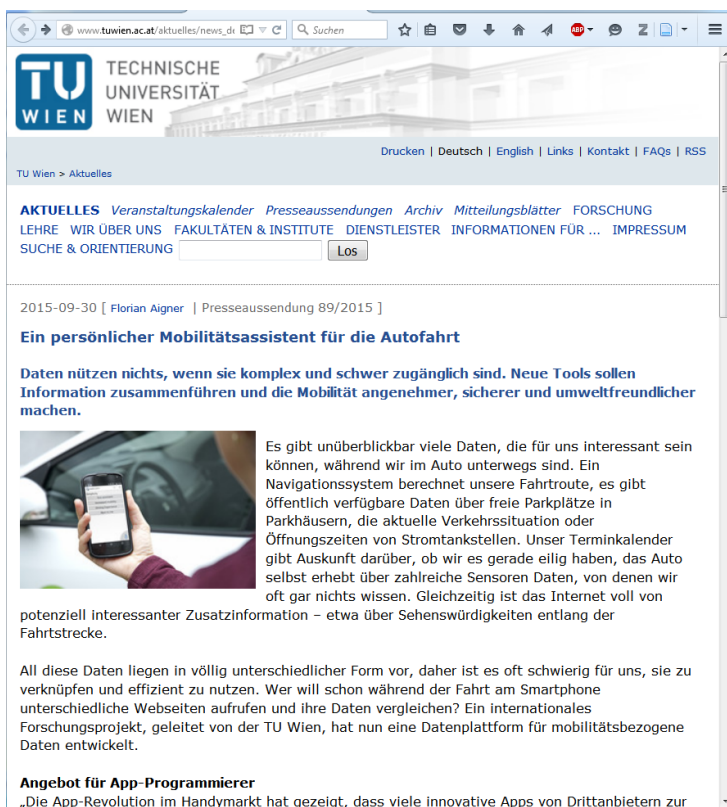 www.tuwien.ac.at/aktuelles/news_de
Suchen
ABP
TU
WIEN
TECHNISCHE
UNIVERSITÄT
WIEN
Drucken | Deutsch | English | Links | Kontakt | FAQs | RSS
TU Wien > Aktuelles
AKTUELLES Veranstaltungskalender Presseaussendungen Archiv Mitteilungsblätter FORSCHUNG
LEHRE WIR ÜBER UNS FAKULTÄTEN & INSTITUTE DIENSTLEISTER INFORMATIONEN FÜR ... IMPRESSUM
SUCHE & ORIENTIERUNG Los
2015-09-30 [ Florian Aigner | Presseaussendung 89/2015 ]
Ein persönlicher Mobilitätsassistent für die Autofahrt
Daten nützen nichts, wenn sie komplex und schwer zugänglich sind. Neue Tools sollen
Information zusammenführen und die Mobilität angenehmer, sicherer und umweltfreundlicher
machen.
Es gibt unüberblickbar viele Daten, die für uns interessant sein
können, während wir im Auto unterwegs sind. Ein
Navigationssystem berechnet unsere Fahrtroute, es gibt
öffentlich verfügbare Daten über freie Parkplätze in
Parkhäusern, die aktuelle Verkehrssituation oder
Öffnungszeiten von Stromtankstellen. Unser Terminkalender
gibt Auskunft darüber, ob wir es gerade eilig haben, das Auto
selbst erhebt über zahlreiche Sensoren Daten, von denen wir
oft gar nichts wissen. Gleichzeitig ist das Internet voll von
potenziell interessanter Zusatzinformation – etwa über Sehenswürdigkeiten entlang der
Fahrtstrecke.
All diese Daten liegen in völlig unterschiedlicher Form vor, daher ist es oft schwierig für uns, sie zu
verknüpfen und effizient zu nutzen. Wer will schon während der Fahrt am Smartphone
unterschiedliche Webseiten aufrufen und ihre Daten vergleichen? Ein internationales
Forschungsprojekt, geleitet von der TU Wien, hat nun eine Datenplattform für mobilitätsbezogene
Daten entwickelt.
Angebot für App-Programmierer
„Die App-Revolution im Handymarkt hat gezeigt, dass viele innovative Apps von Drittanbietern zur